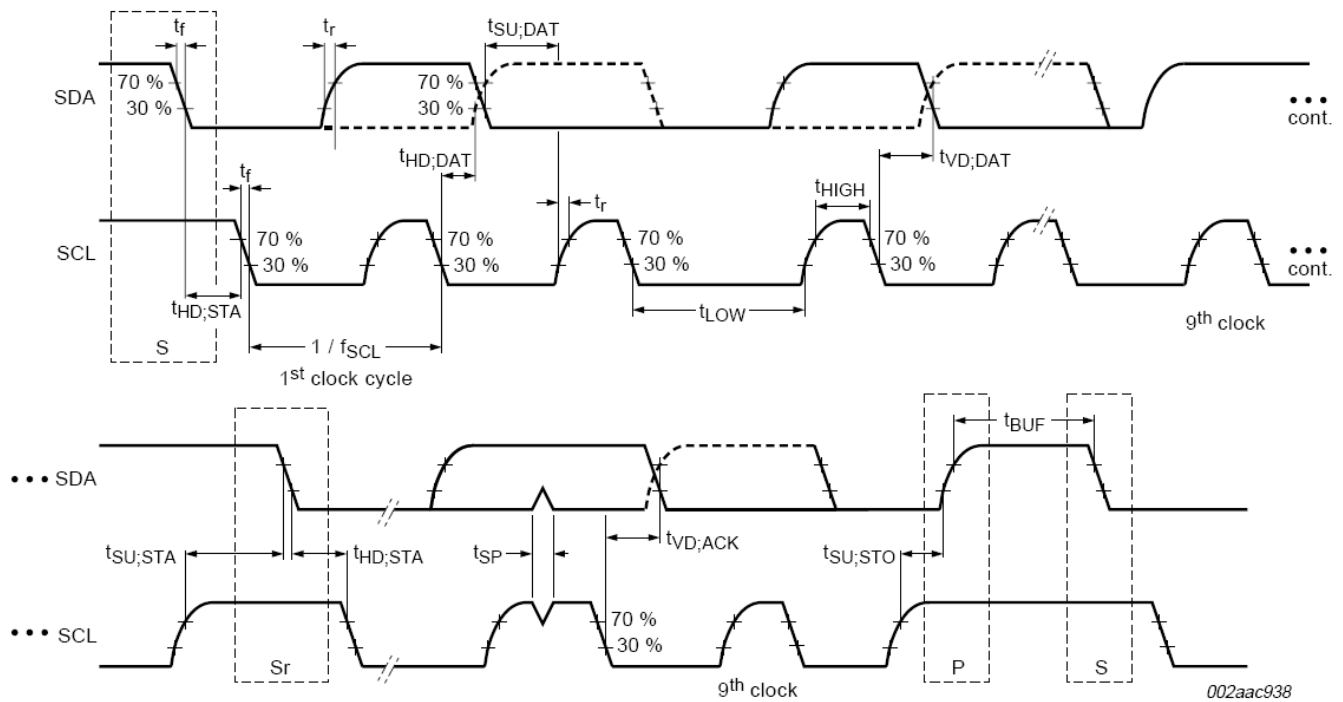 tf
tr
tSU;DAT
70 %
SDA
30 %
70 %
30 %
cont.
tHD;DAT
tVD;DAT
tf
tr
tHIGH
SCL
70 %
30 %
70 %
30 %
70 %
30 %
70 %
30 %
cont.
tHD;STA
tLOW
9th clock
S
1 / fSCL
1st clock cycle
tBUF
••• SDA
tSU;STA
tHD;STA
tSP
tVD;ACK
tSU;STO
••• SCL
70 %
30 %
Sr
P
S
9th clock
002aac938